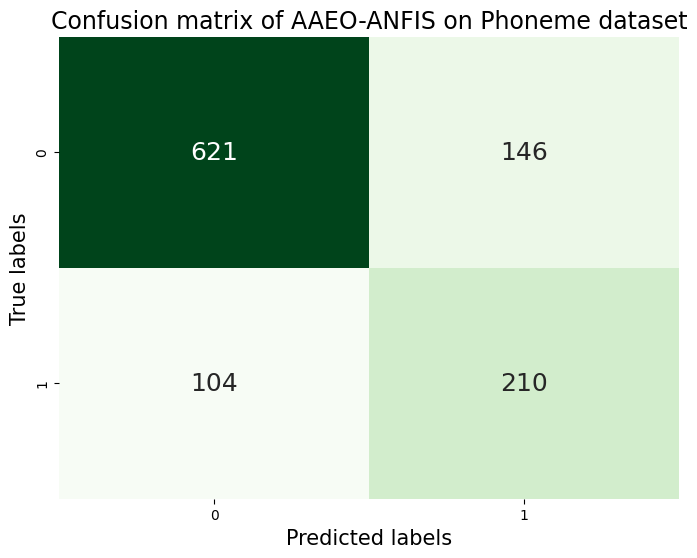 Confusion matrix of AAEO-ANFIS on Phoneme dataset
True labels
0
621
146
1
104
210
0
1
Predicted labels